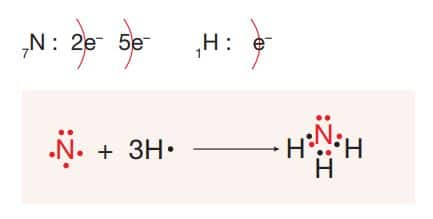 ₇N : 2e⁻ 5e⁻ ₁H : e⁻
N + 3H → H N H
H